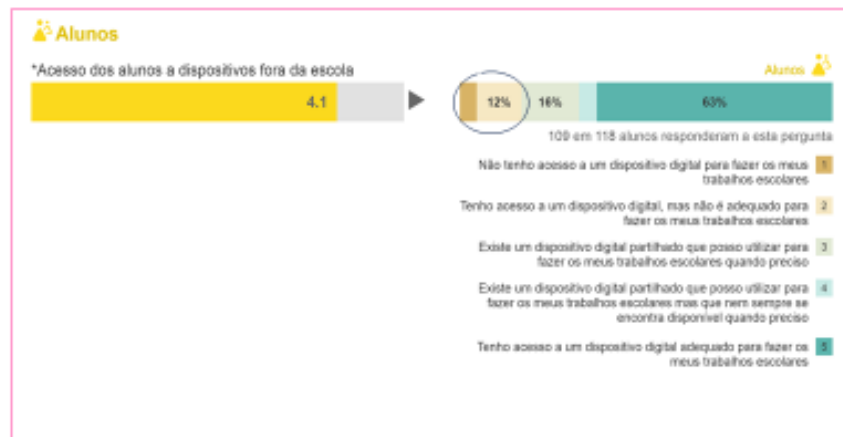 Alunos
*Acesso dos alunos a dispositivos fora da escola
4.1
Alunos
12% 16% 63%
109 em 118 alunos responderam a esta pergunta
Não tenho acesso a um dispositivo digital para fazer os meus 1
trabalhos escolares
Tenho acesso a um dispositivo digital, mas não é adequado para 2
fazer os meus trabalhos escolares
Existe um dispositivo digital partilhado que posso utilizar para 3
fazer os meus trabalhos escolares quando preciso
Existe um dispositivo digital partilhado que posso utilizar para 4
fazer os meus trabalhos escolares mas que nem sempre se
encontra disponível quando preciso
Tenho acesso a um dispositivo digital adequado para fazer os 5
meus trabalhos escolares